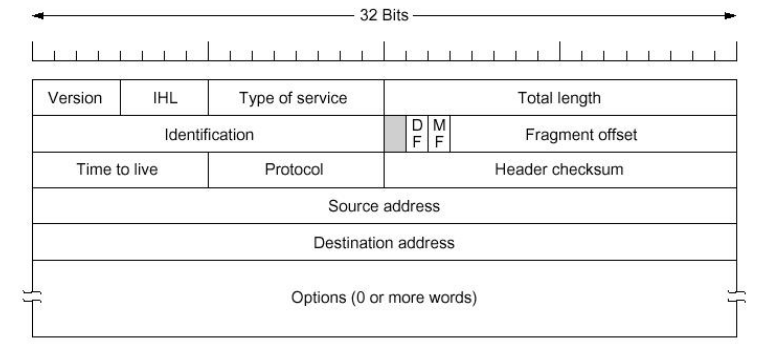 32 Bits
Version IHL Type of service Total length
Identification D F M F Fragment offset
Time to live Protocol Header checksum
Source address
Destination address
Options (0 or more words)